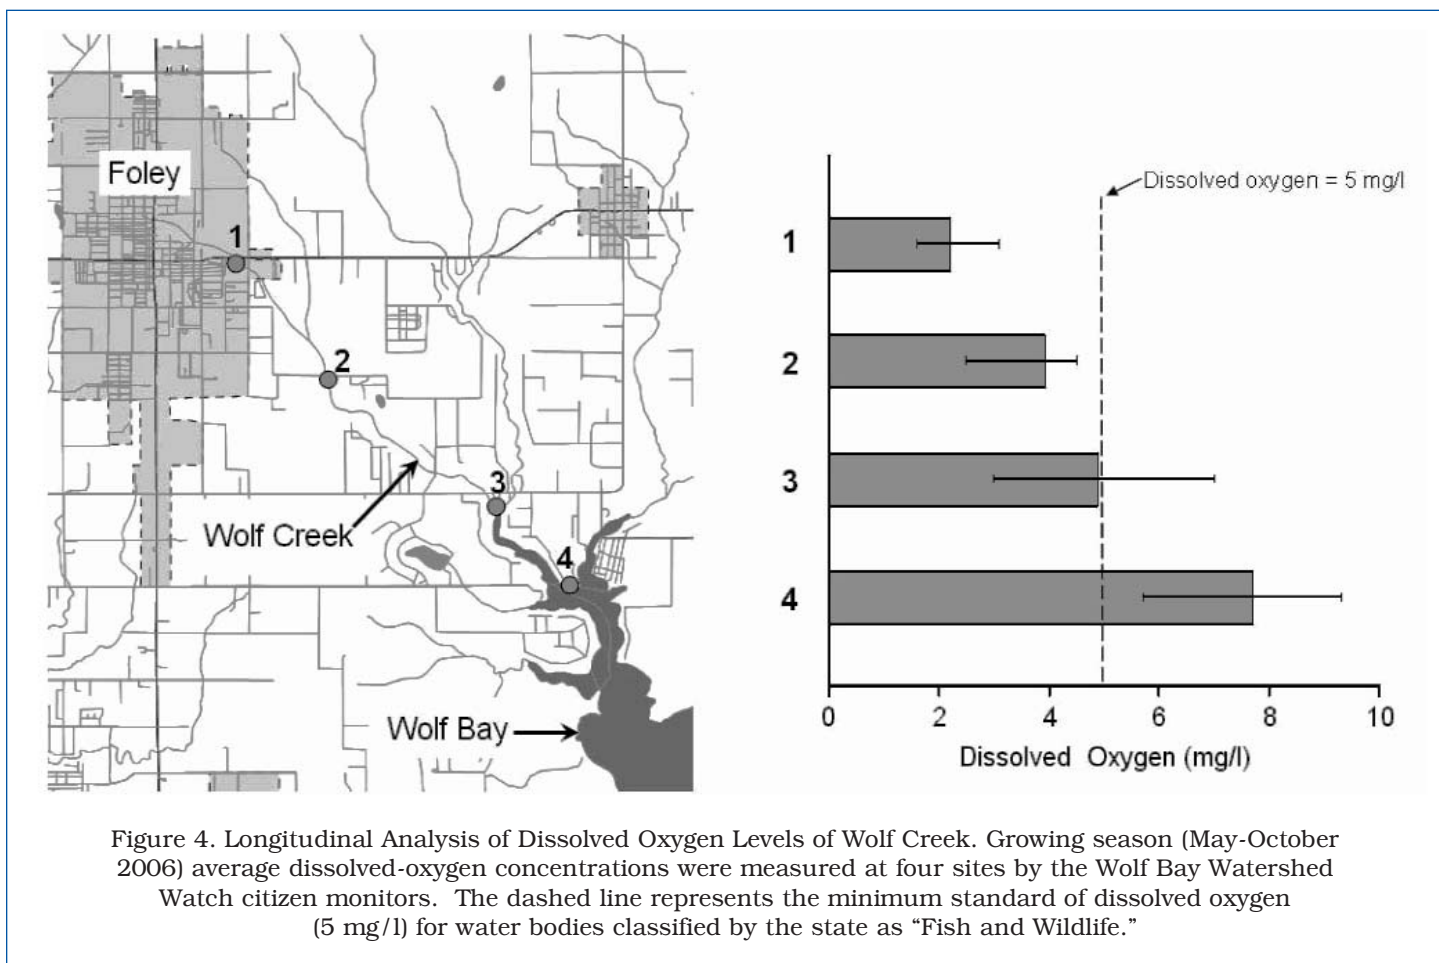 Foley
1
2
3
4
Wolf Creek
Wolf Bay
Dissolved oxygen = 5 mg/l
1
2
3
4
0 2 4 6 8 10
Dissolved Oxygen (mg/l)
Figure 4. Longitudinal Analysis of Dissolved Oxygen Levels of Wolf Creek. Growing season (May-October
2006) average dissolved-oxygen concentrations were measured at four sites by the Wolf Bay Watershed
Watch citizen monitors. The dashed line represents the minimum standard of dissolved oxygen
(5 mg/l) for water bodies classified by the state as “Fish and Wildlife.”